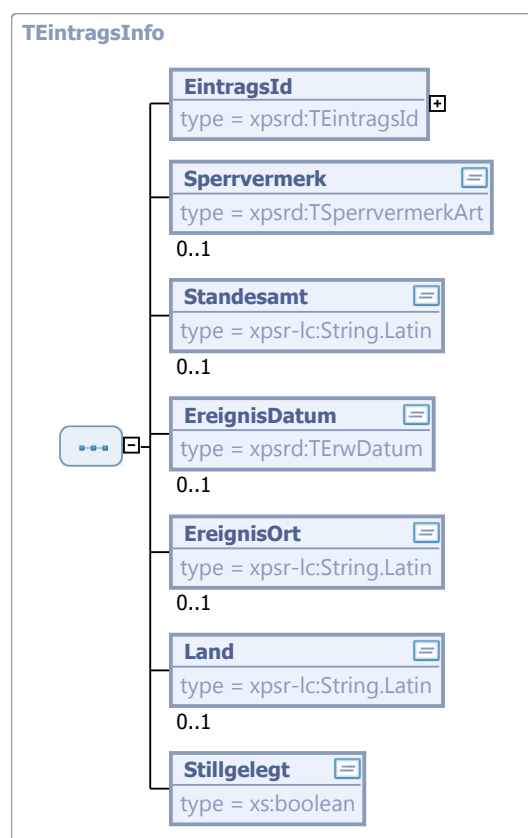 TEintragsInfo
EintragsId
type = xpsrd:TEintragsId
Sperrvermerk
type = xpsrd:TSperrvermerkArt
0..1
Standesamt
type = xpsr-lc:String.Latin
0..1
EreignisDatum
type = xpsrd:TErwDatum
0..1
EreignisOrt
type = xpsr-lc:String.Latin
0..1
Land
type = xpsr-lc:String.Latin
0..1
Stillgelegt
type = xs:boolean